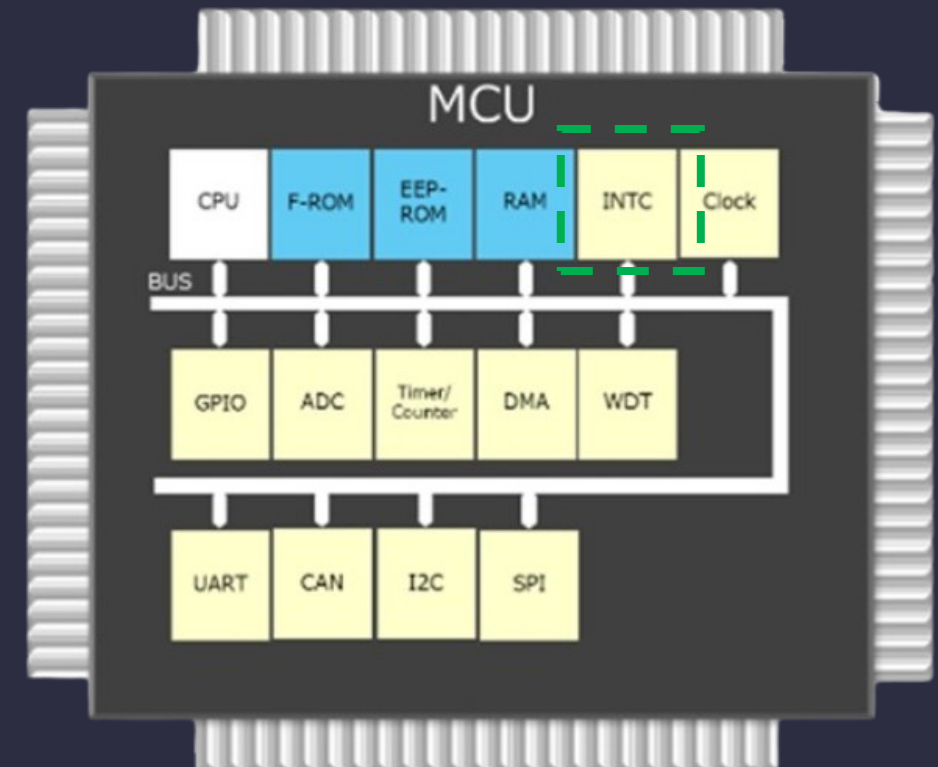 MCU
CPU
F-ROM
EEP-
ROM
RAM
INTC
Clock
BUS
GPIO
ADC
Timer/
Counter
DMA
WDT
UART
CAN
I2C
SPI